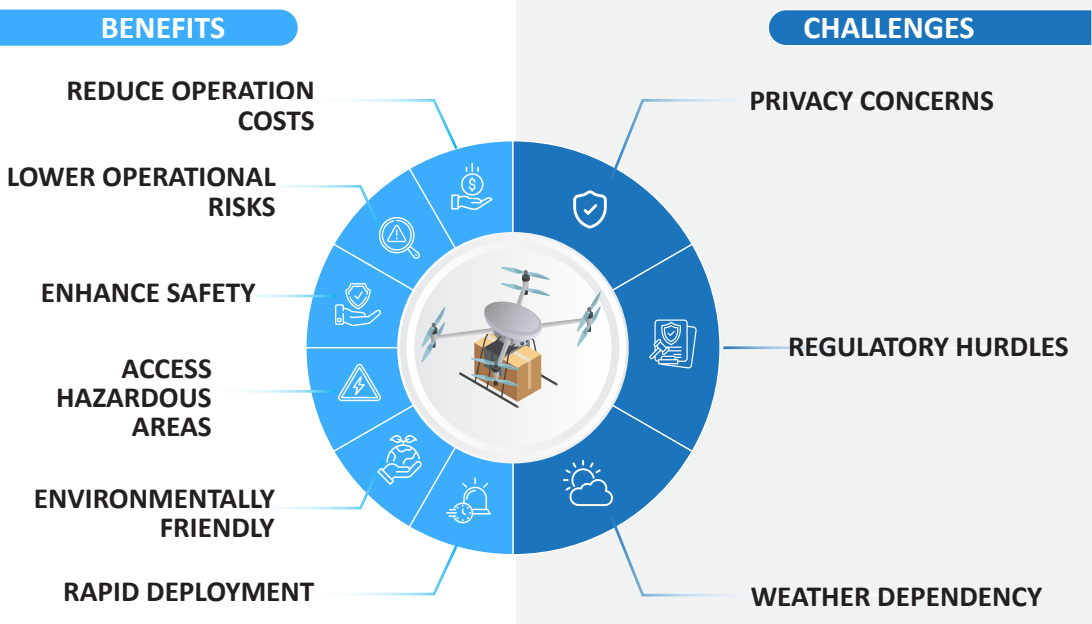 BENEFITS
REDUCE OPERATION
COSTS
LOWER OPERATIONAL
RISKS
ENHANCE SAFETY
ACCESS
HAZARDOUS
AREAS
ENVIRONMENTALLY
FRIENDLY
RAPID DEPLOYMENT
CHALLENGES
PRIVACY CONCERNS
REGULATORY HURDLES
WEATHER DEPENDENCY